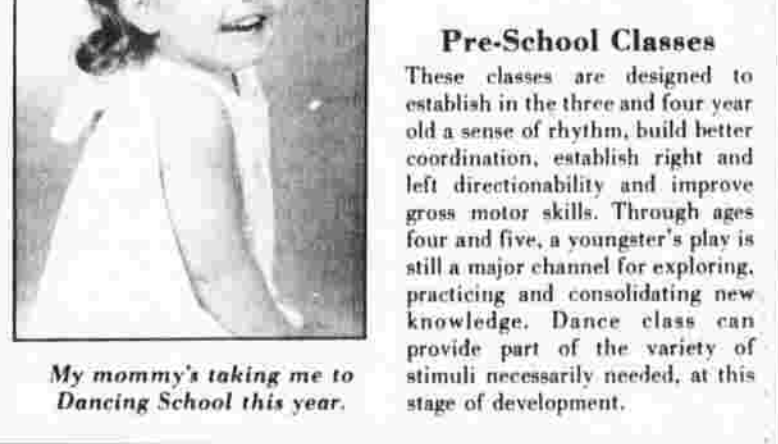 Pre-School Classes
These classes are designed to
establish in the three and four year
old a sense of rhythm, build better
coordination, establish right and
left directionability and improve
gross motor skills. Through ages
four and five, a youngster's play is
still a major channel for exploring,
practicing and consolidating new
knowledge. Dance class can
provide part of the variety of
stimuli necessarily needed, at this
stage of development.
My mommy's taking me to
Dancing School this year.